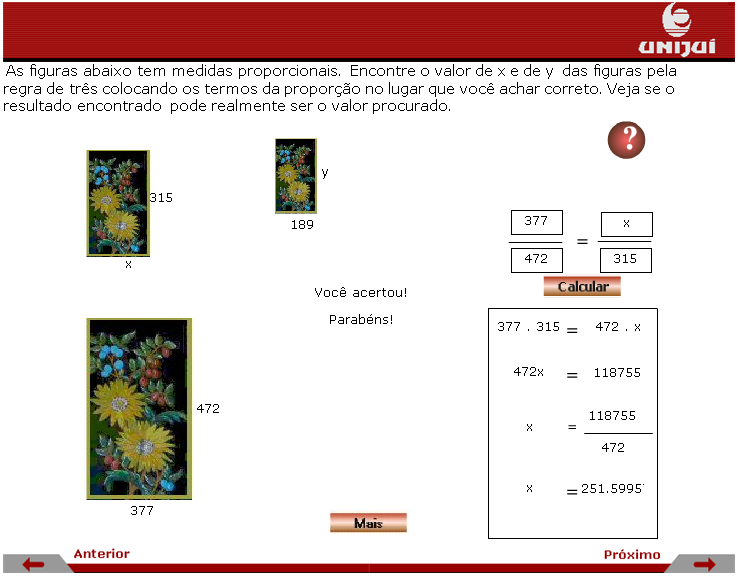 UNIJUÍ
As figuras abaixo tem medidas proporcionais. Encontre o valor de x e de y das figuras pela
regra de três colocando os termos da proporção no lugar que você achar correto. Veja se o
resultado encontrado pode realmente ser o valor procurado.
?
315
x
y
189
377
472
=
x
315
Calcular
Você acertou!
Parabéns!
377 . 315 = 472 . x
472x = 118755
x = 118755
472
x = 251.5995
472
377
Mais
Anterior
Próximo